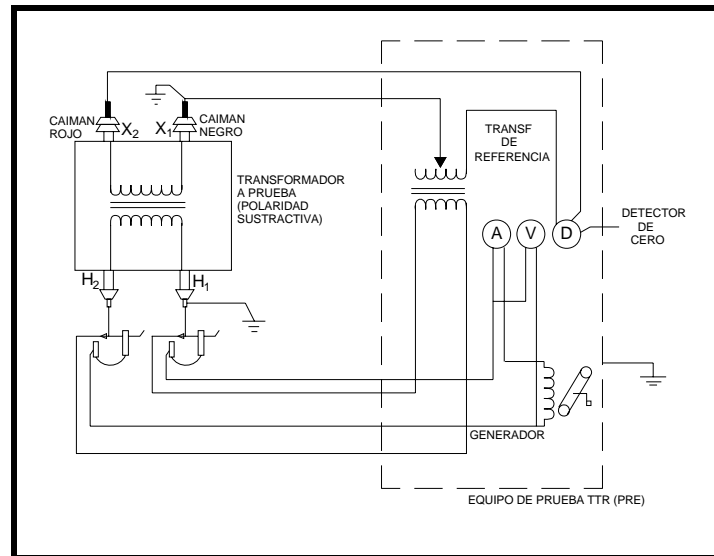 CAIMAN
ROJO
X2
X1
CAIMAN
NEGRO
TRANSF
DE
REFERENCIA
TRANSFORMADOR
A PRUEBA
(POLARIDAD
SUSTRACTIVA)
DETECTOR
DE
CERO
A
V
D
H2
H1
GENERADOR
EQUIPO DE PRUEBA TTR (PRE)